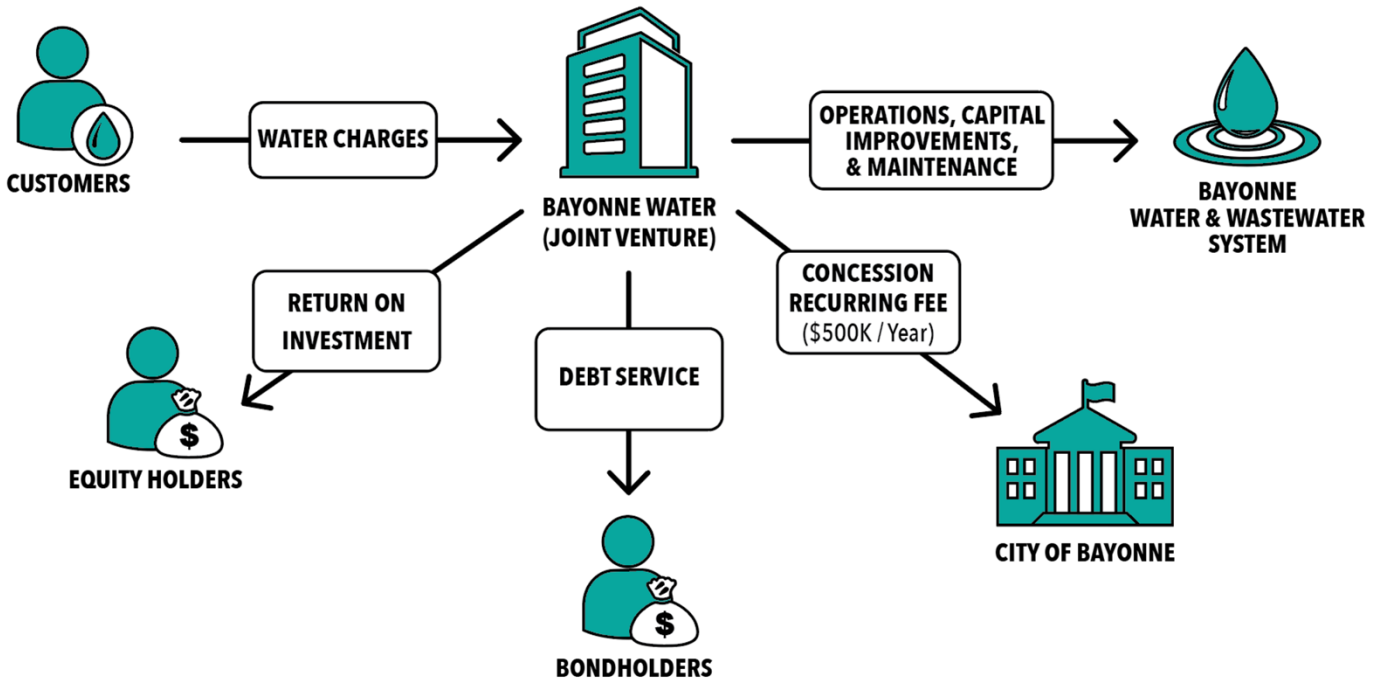 CUSTOMERS
WATER CHARGES
BAYONNE WATER
(JOINT VENTURE)
OPERATIONS, CAPITAL
IMPROVEMENTS,
& MAINTENANCE
BAYONNE
WATER & WASTEWATER
SYSTEM
RETURN ON
INVESTMENT
$
EQUITY HOLDERS
DEBT SERVICE
$
BONDHOLDERS
CONCESSION
RECURRING FEE
($500K / Year)
CITY OF BAYONNE